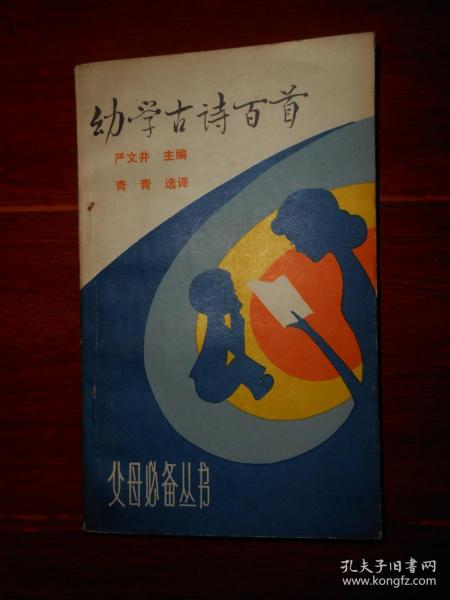 幼学古诗百首
严文井 主编
青青 选译
父母必备丛书
孔夫子旧书网
www.kongfz.com